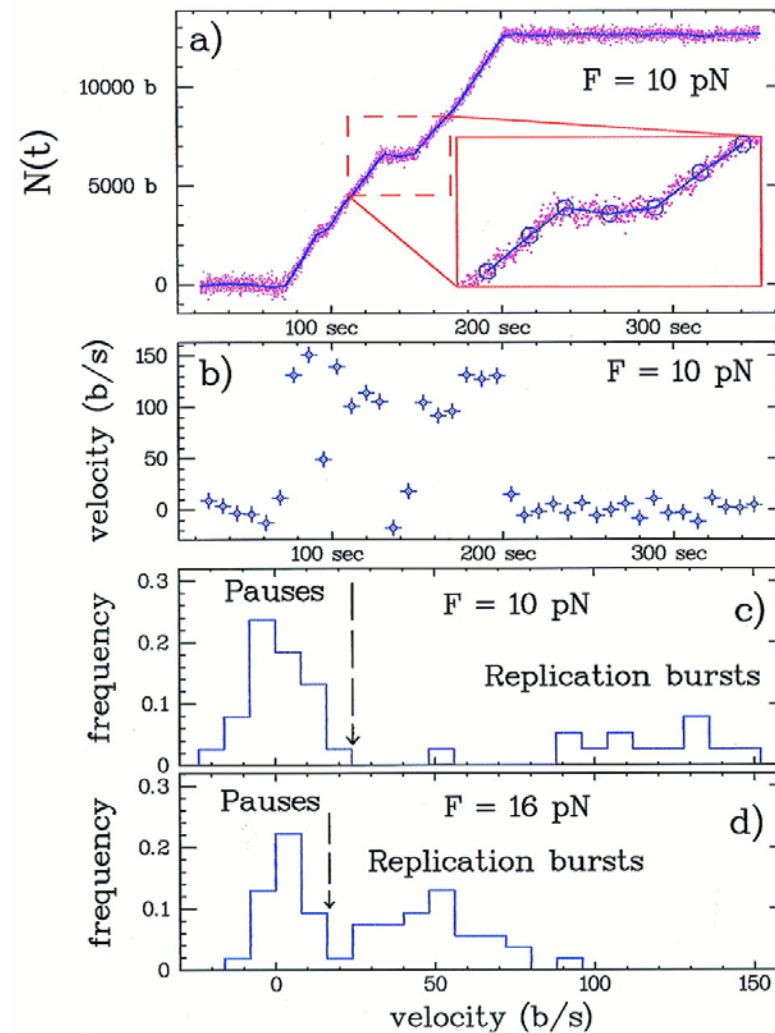 a)
F = 10 pN
10000 b
N(t)
5000 b
0
100 sec
200 sec
300 sec
b)
F = 10 pN
velocity (b/s)
150
100
50
0
100 sec
200 sec
300 sec
0.3
Pauses
F = 10 pN
c)
frequency
0.2
Replication bursts
0.1
0
0.3
Pauses
F = 16 pN
d)
frequency
0.2
Replication bursts
0.1
0
0
50
100
150
velocity (b/s)